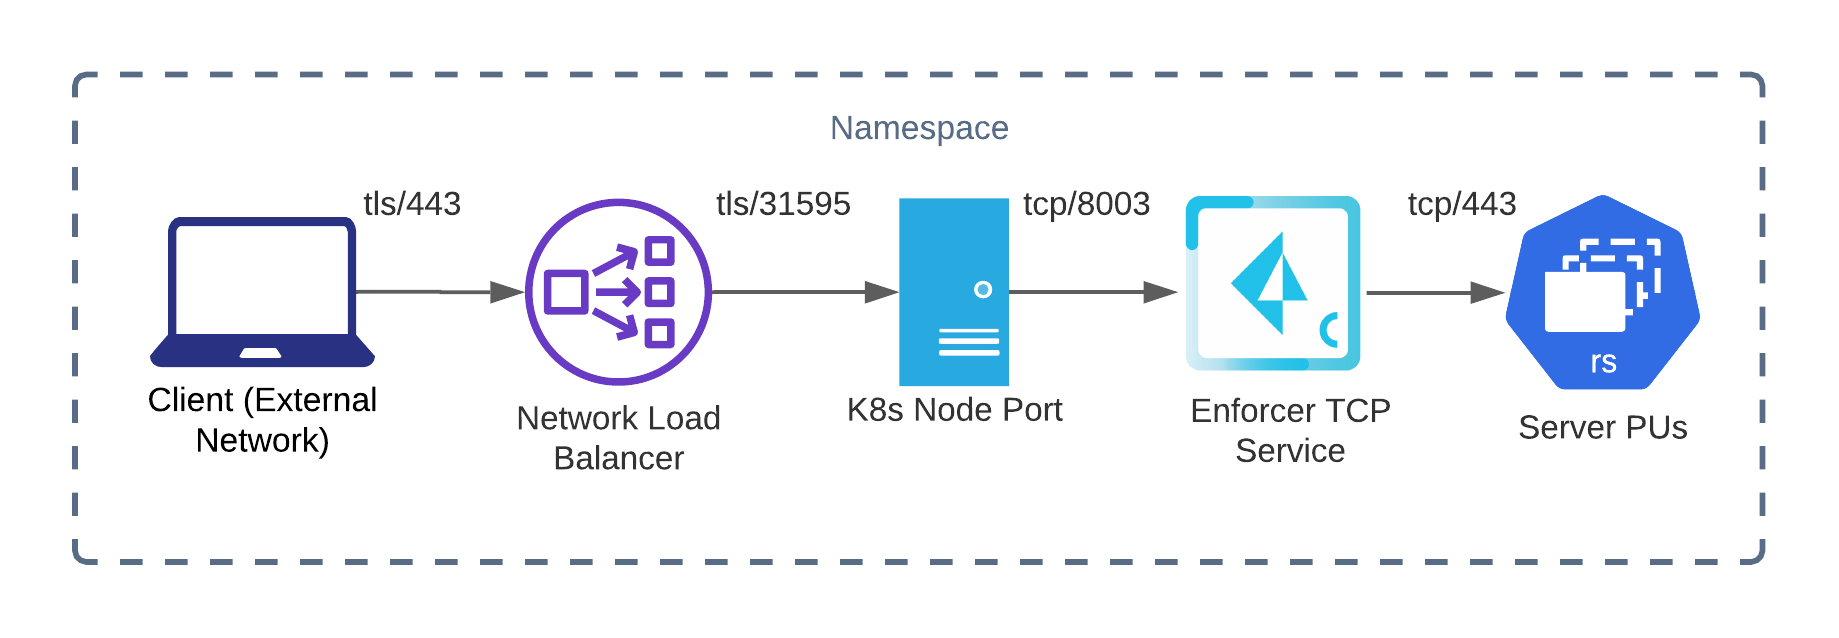 Namespace
tls/443
tls/31595
tcp/8003
tcp/443
rs
Client (External
Network)
Network Load
Balancer
K8s Node Port
Enforcer TCP
Service
Server PUs